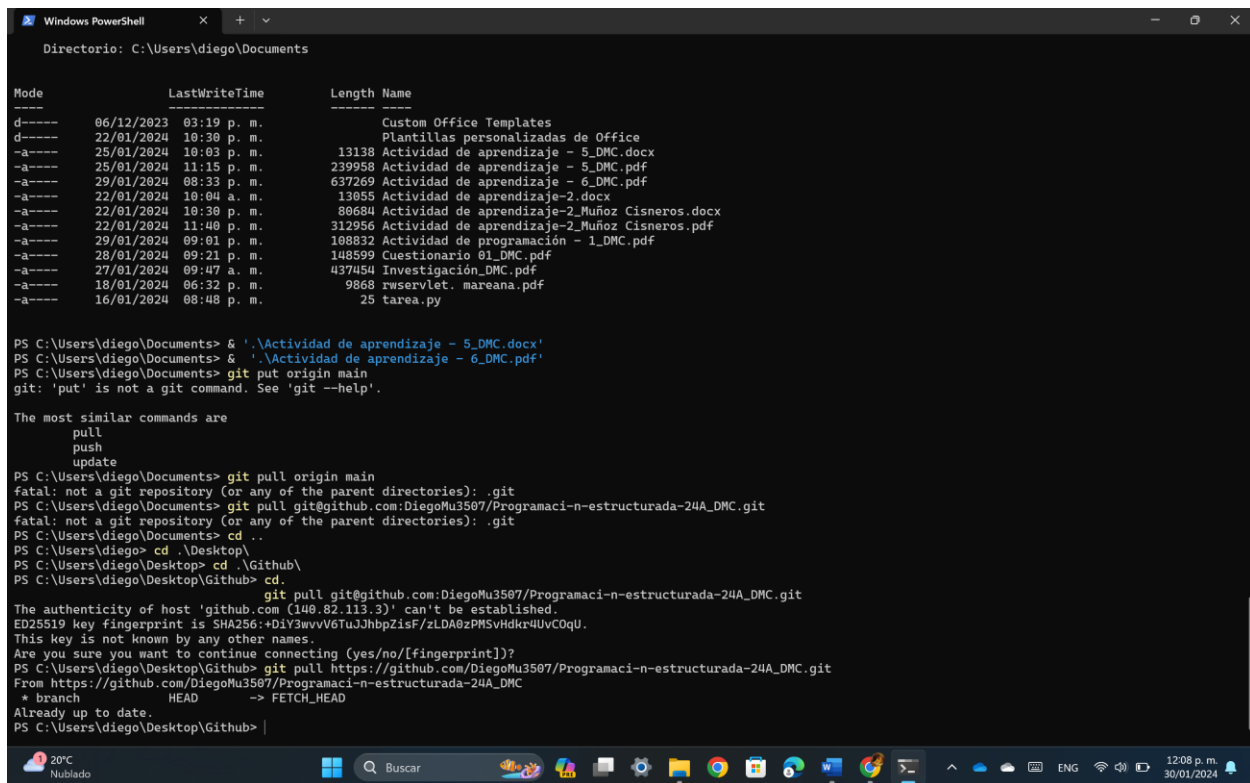 Windows PowerShell
Directorio: C:\Users\diego\Documents
Mode LastWriteTime Length Name
---- ------------- ------ ----
d----- 06/12/2023 03:19 p. m. Custom Office Templates
d----- 22/01/2024 10:30 p. m. Plantillas personalizadas de Office
-a---- 25/01/2024 10:03 p. m. 13138 Actividad de aprendizaje - 5_DMC.docx
-a---- 25/01/2024 11:15 p. m. 239958 Actividad de aprendizaje - 5_DMC.pdf
-a---- 29/01/2024 08:33 p. m. 637269 Actividad de aprendizaje - 6_DMC.pdf
-a---- 22/01/2024 10:04 a. m. 13055 Actividad de aprendizaje-2.docx
-a---- 22/01/2024 10:30 p. m. 80684 Actividad de aprendizaje-2_Muñoz Cisneros.docx
-a---- 22/01/2024 11:40 p. m. 312956 Actividad de aprendizaje-2_Muñoz Cisneros.pdf
-a---- 29/01/2024 09:01 p. m. 108832 Actividad de programación - 1_DMC.pdf
-a---- 28/01/2024 09:21 p. m. 148599 Cuestionario 01_DMC.pdf
-a---- 27/01/2024 09:47 a. m. 437454 Investigación_DMC.pdf
-a---- 18/01/2024 06:32 p. m. 9868 rwservlet. mareana.pdf
-a---- 16/01/2024 08:48 p. m. 25 tarea.py
PS C:\Users\diego\Documents> & '.\Actividad de aprendizaje - 5_DMC.docx'
PS C:\Users\diego\Documents> & '.\Actividad de aprendizaje - 6_DMC.pdf'
PS C:\Users\diego\Documents> git put origin main
git: 'put' is not a git command. See 'git --help'.
The most similar commands are
pull
push
update
PS C:\Users\diego\Documents> git pull origin main
fatal: not a git repository (or any of the parent directories): .git
PS C:\Users\diego\Documents> git pull git@github.com:DiegoMu3507/Programaci-n-estructurada-24A_DMC.git
fatal: not a git repository (or any of the parent directories): .git
PS C:\Users\diego\Documents> cd ..
PS C:\Users\diego> cd .\Desktop\
PS C:\Users\diego\Desktop> cd .\Github\
PS C:\Users\diego\Desktop\Github> cd.
git pull git@github.com:DiegoMu3507/Programaci-n-estructurada-24A_DMC.git
The authenticity of host 'github.com (140.82.113.3)' can't be established.
ED25519 key fingerprint is SHA256:+DiY3wvvV6TuJJhbpZisF/zLDA0zPMSvHdkr4UvCOqU.
This key is not known by any other names.
Are you sure you want to continue connecting (yes/no/[fingerprint])?
PS C:\Users\diego\Desktop\Github> git pull https://github.com/DiegoMu3507/Programaci-n-estructurada-24A_DMC.git
From https://github.com/DiegoMu3507/Programaci-n-estructurada-24A_DMC
* branch HEAD -> FETCH_HEAD
Already up to date.
PS C:\Users\diego\Desktop\Github>
1
20°C
Nublado
Buscar
ENG
12:08 p. m.
30/01/2024